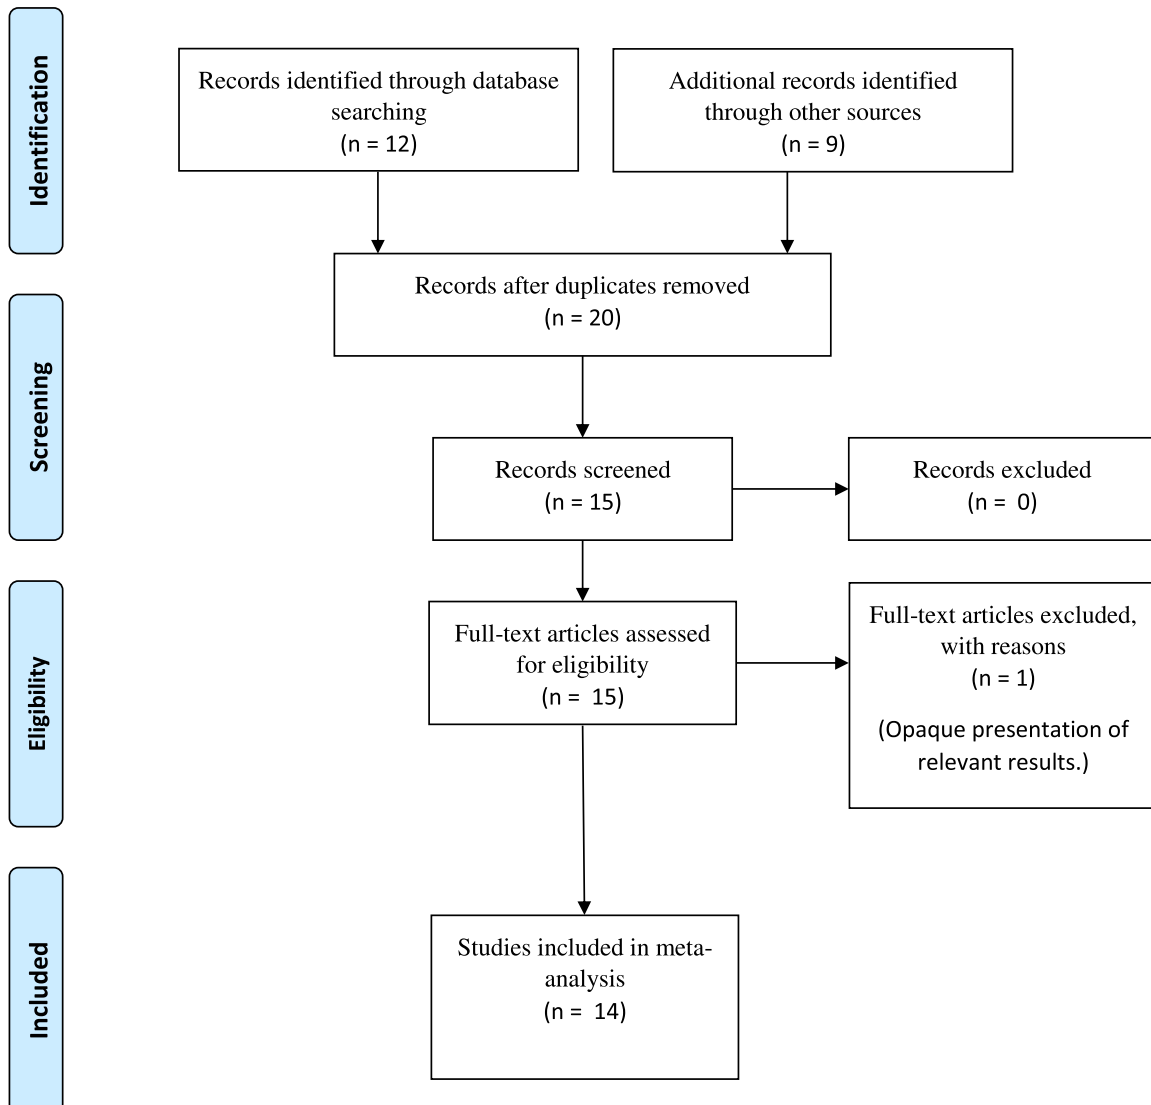 Identification
Records identified through database
searching
(n = 12)
Additional records identified
through other sources
(n = 9)
Records after duplicates removed
(n = 20)
Screening
Records screened
(n = 15)
Records excluded
(n =  0)
Eligibility
Full-text articles assessed
for eligibility
(n =  15)
Full-text articles excluded,
with reasons
(n = 1)
(Opaque presentation of
relevant results.)
Included
Studies included in meta-
analysis
(n =  14)